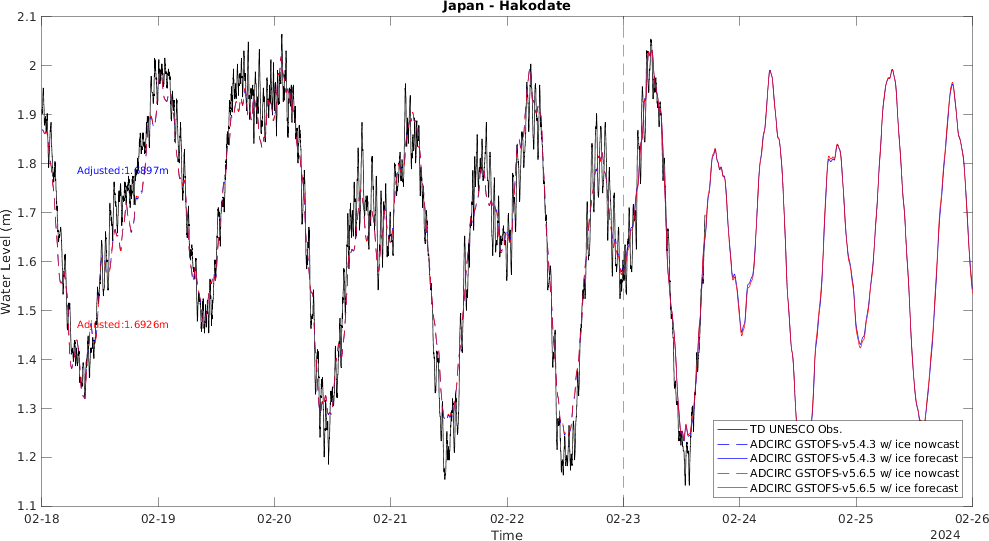 Japan - Hakodate
2.1
2
1.9
1.8
1.7
1.6
1.5
1.4
1.3
1.2
1.1
Water Level (m)
Adjusted:1.6897m
Adjusted:1.6926m
TD UNESCO Obs.
ADCIRC GSTOFS-v5.4.3 w/ ice nowcast
ADCIRC GSTOFS-v5.4.3 w/ ice forecast
ADCIRC GSTOFS-v5.6.5 w/ ice nowcast
ADCIRC GSTOFS-v5.6.5 w/ ice forecast
02-18 02-19 02-20 02-21 02-22 02-23 02-24 02-25 02-26
Time
2024